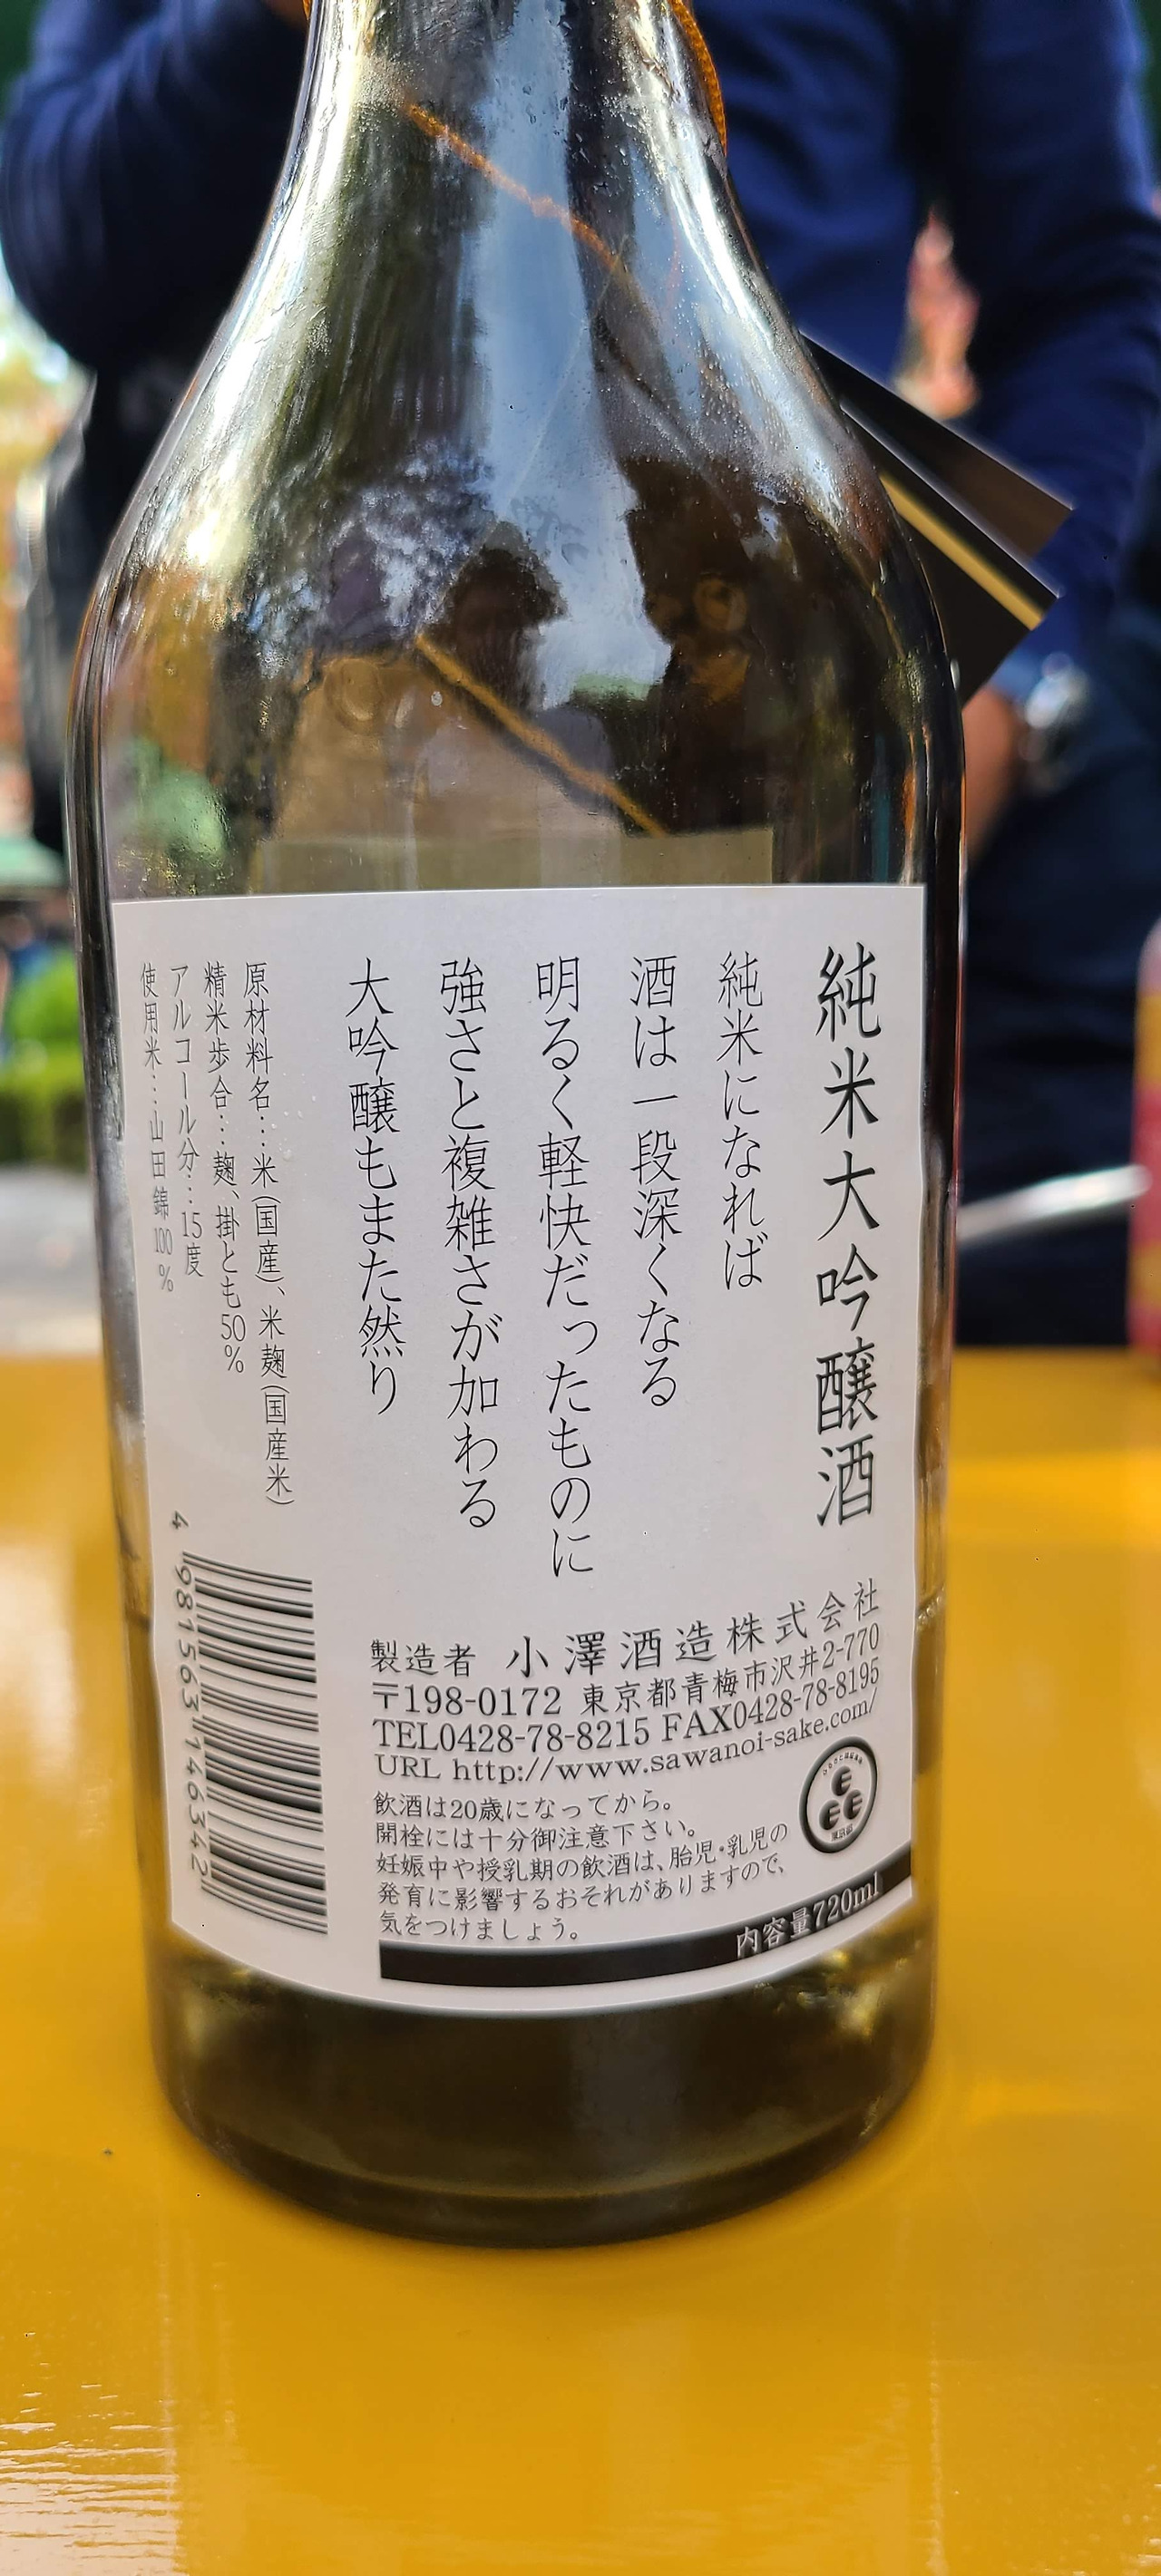 純米大吟醸酒
純米になれば
酒は一段深くなる
明るく軽快だったものに
強さと複雑さが加わる
大吟醸もまた然り
原材料名…米(国産)、米麹(国産米)
精米歩合…麹、掛とも50%
アルコール分…15度
使用米…山田錦100%
4 981563 146342
製造者 小澤酒造株式会社
〒198-0172 東京都青梅市沢井2-770
TEL0428-78-8215 FAX0428-78-8195
URL http://www.sawanoi-sake.com/
飲酒は20歳になってから。
開栓には十分御注意下さい。
妊娠中や授乳期の飲酒は、胎児・乳児の
発育に影響するおそれがありますので、
気をつけましょう。
内容量720ml